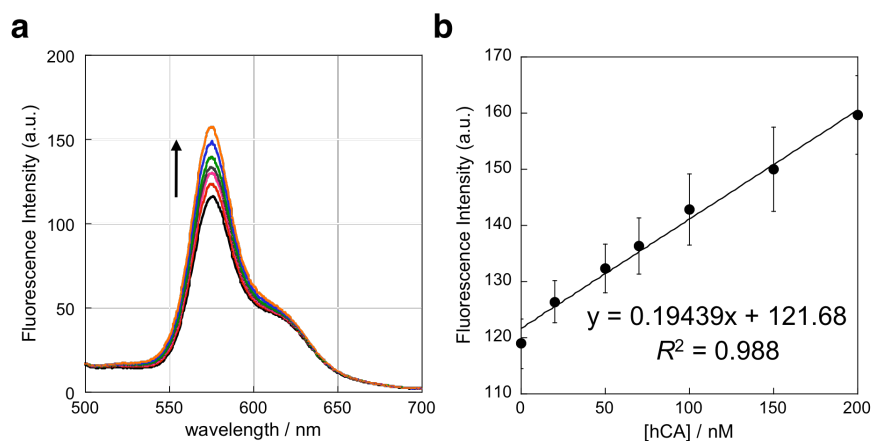 a
200
150
100
50
0
500
550
600
650
700
Fluorescence Intensity (a.u.)
wavelength / nm
b
170
160
150
140
130
120
110
0
50
100
150
200
Fluorescence Intensity (a.u.)
[hCA] / nM
y = 0.19439x + 121.68
R² = 0.988